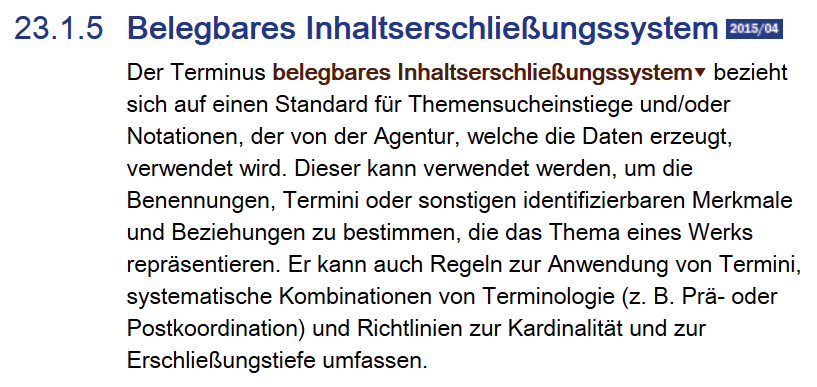 23.1.5 Belegbares Inhaltserschließungssystem 2015/04
Der Terminus belegbares Inhaltserschließungssystem▼ bezieht
sich auf einen Standard für Themensucheinstiege und/oder
Notationen, der von der Agentur, welche die Daten erzeugt,
verwendet wird. Dieser kann verwendet werden, um die
Benennungen, Termini oder sonstigen identifizierbaren Merkmale
und Beziehungen zu bestimmen, die das Thema eines Werks
repräsentieren. Er kann auch Regeln zur Anwendung von Termini,
systematische Kombinationen von Terminologie (z. B. Prä- oder
Postkoordination) und Richtlinien zur Kardinalität und zur
Erschließungstiefe umfassen.